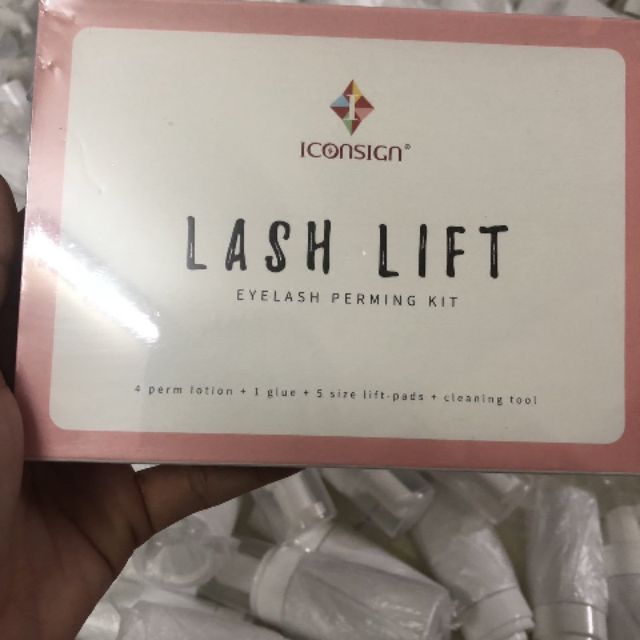 ICONSIGN®
LASH LIFT
EYELASH PERMING KIT
4 perm lotion + 1 glue + 5 size lift-pads + cleaning tool